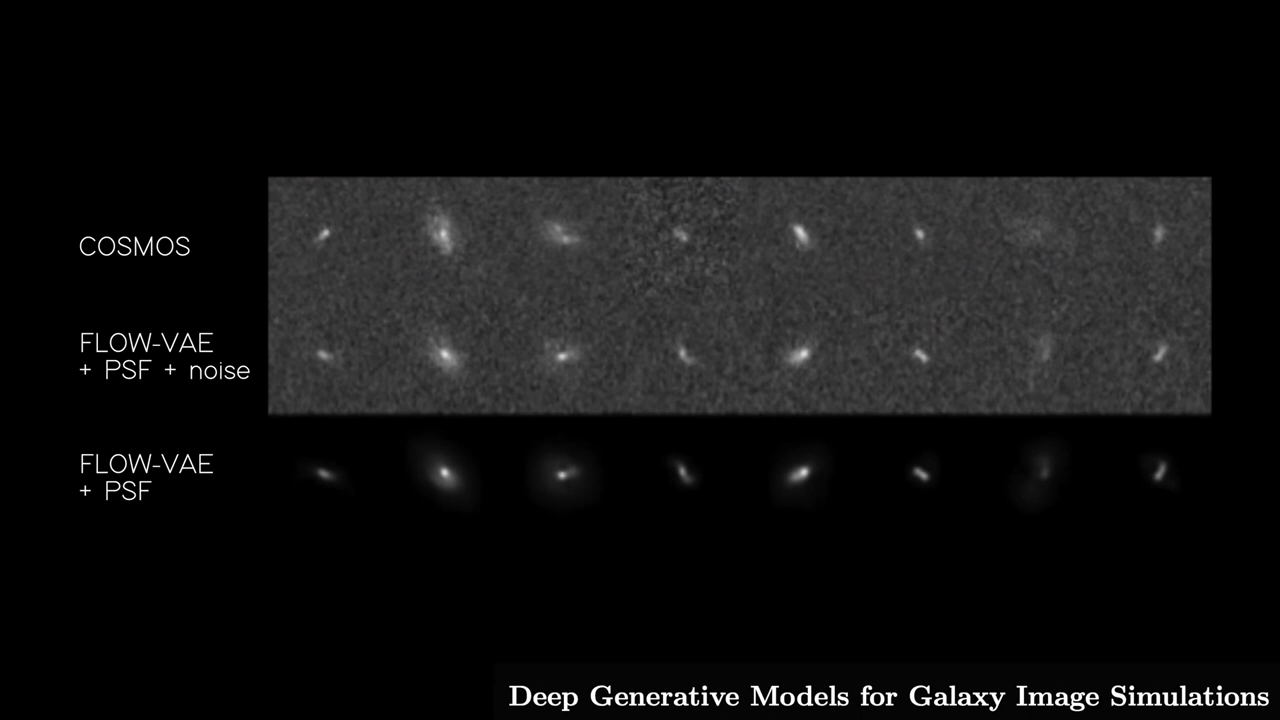 COSMOS
FLOW-VAE
+ PSF + noise
FLOW-VAE
+ PSF
Deep Generative Models for Galaxy Image Simulations